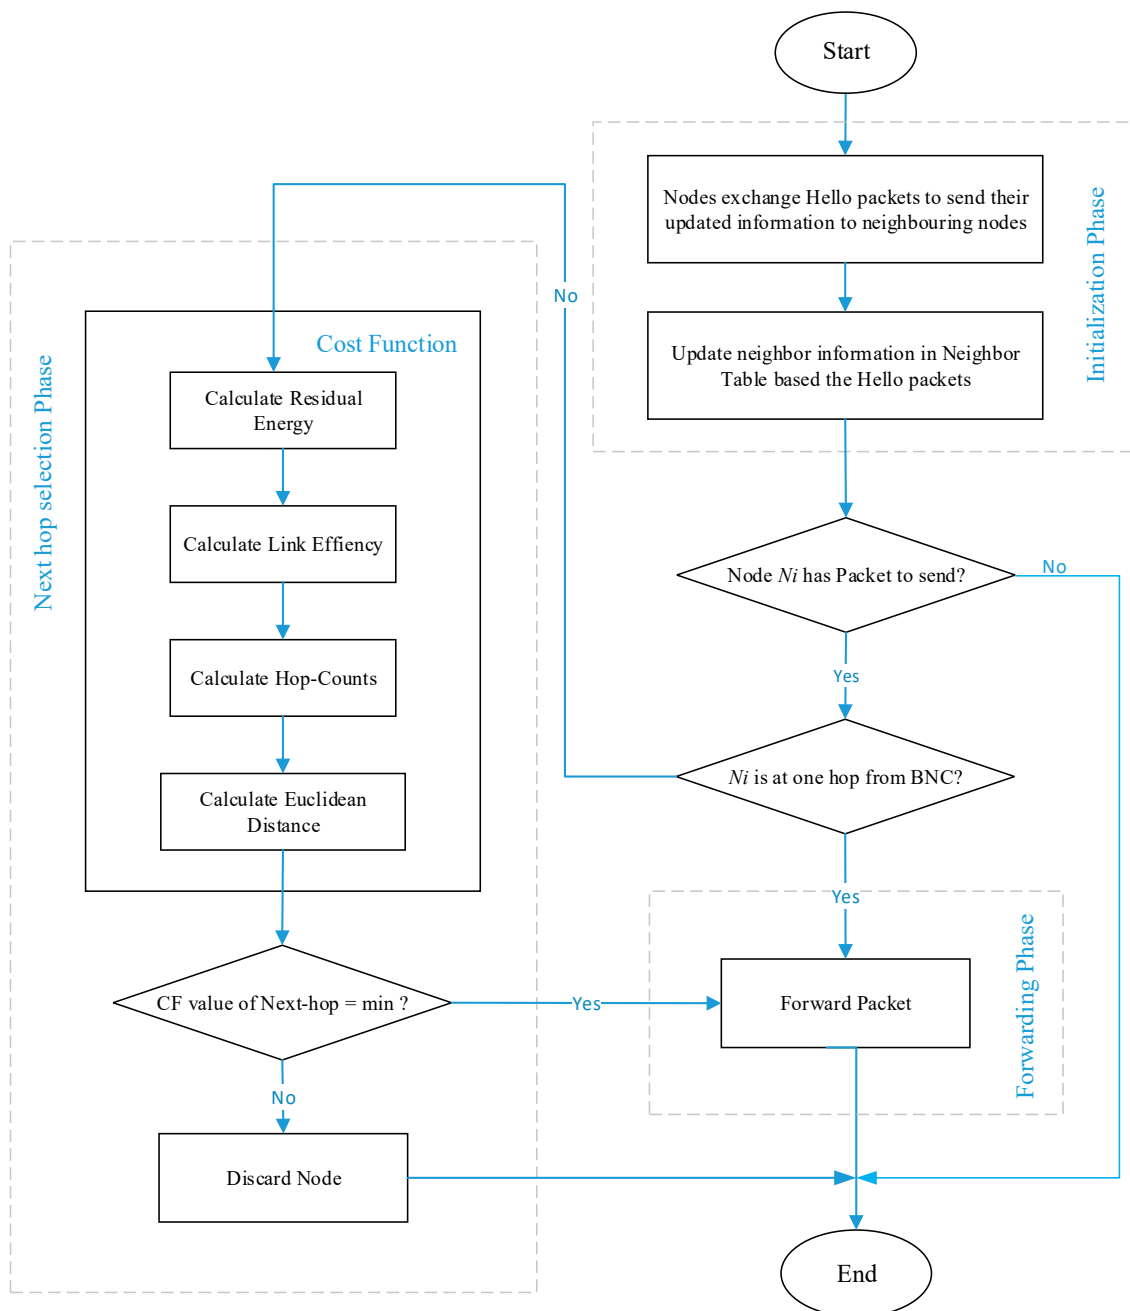 Start
Initialization Phase
Nodes exchange Hello packets to send their
updated information to neighbouring nodes
Update neighbor information in Neighbor
Table based the Hello packets
Node Ni has Packet to send?
No
Yes
Ni is at one hop from BNC?
No
Yes
Next hop selection Phase
Cost Function
Calculate Residual
Energy
Calculate Link Effiency
Calculate Hop-Counts
Calculate Euclidean
Distance
CF value of Next-hop = min ?
Yes
No
Discard Node
Forwarding Phase
Forward Packet
End